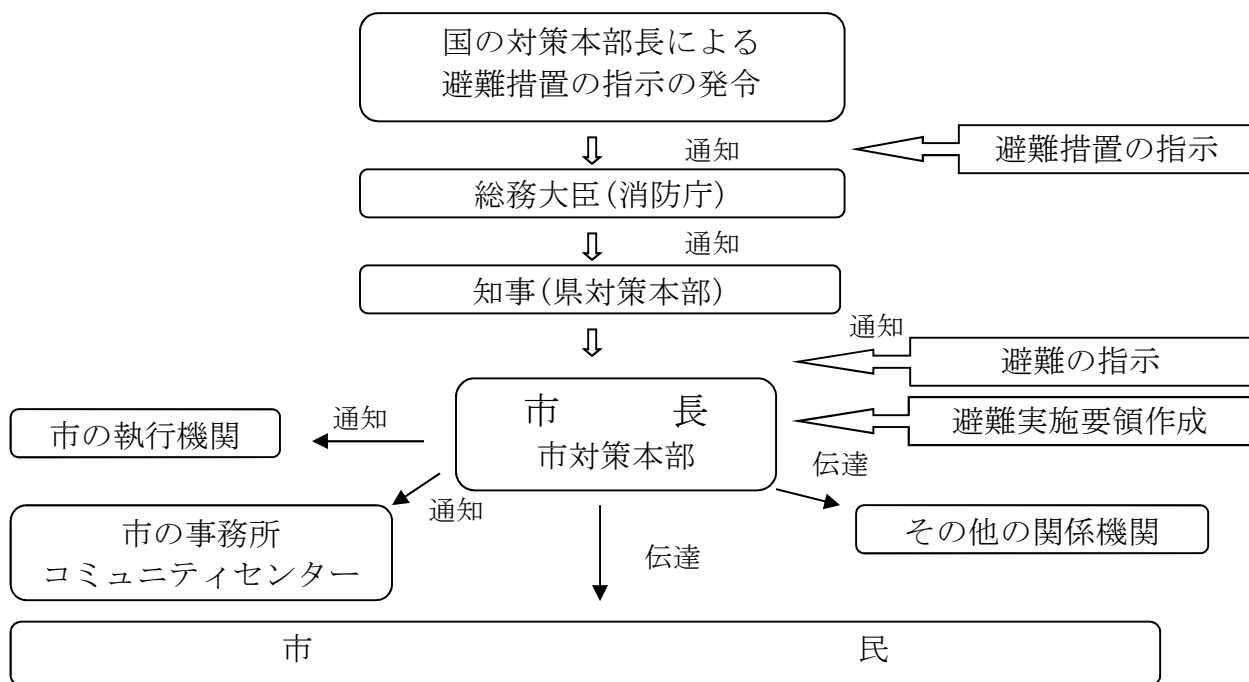 国の対策本部長による
避難措置の指示の発令
通知
避難措置の指示
総務大臣(消防庁)
通知
知事(県対策本部)
通知
避難の指示
市 長
市対策本部
避難実施要領作成
通知
市の執行機関
伝達
通知
市の事務所
コミュニティセンター
その他の関係機関
伝達
市 民